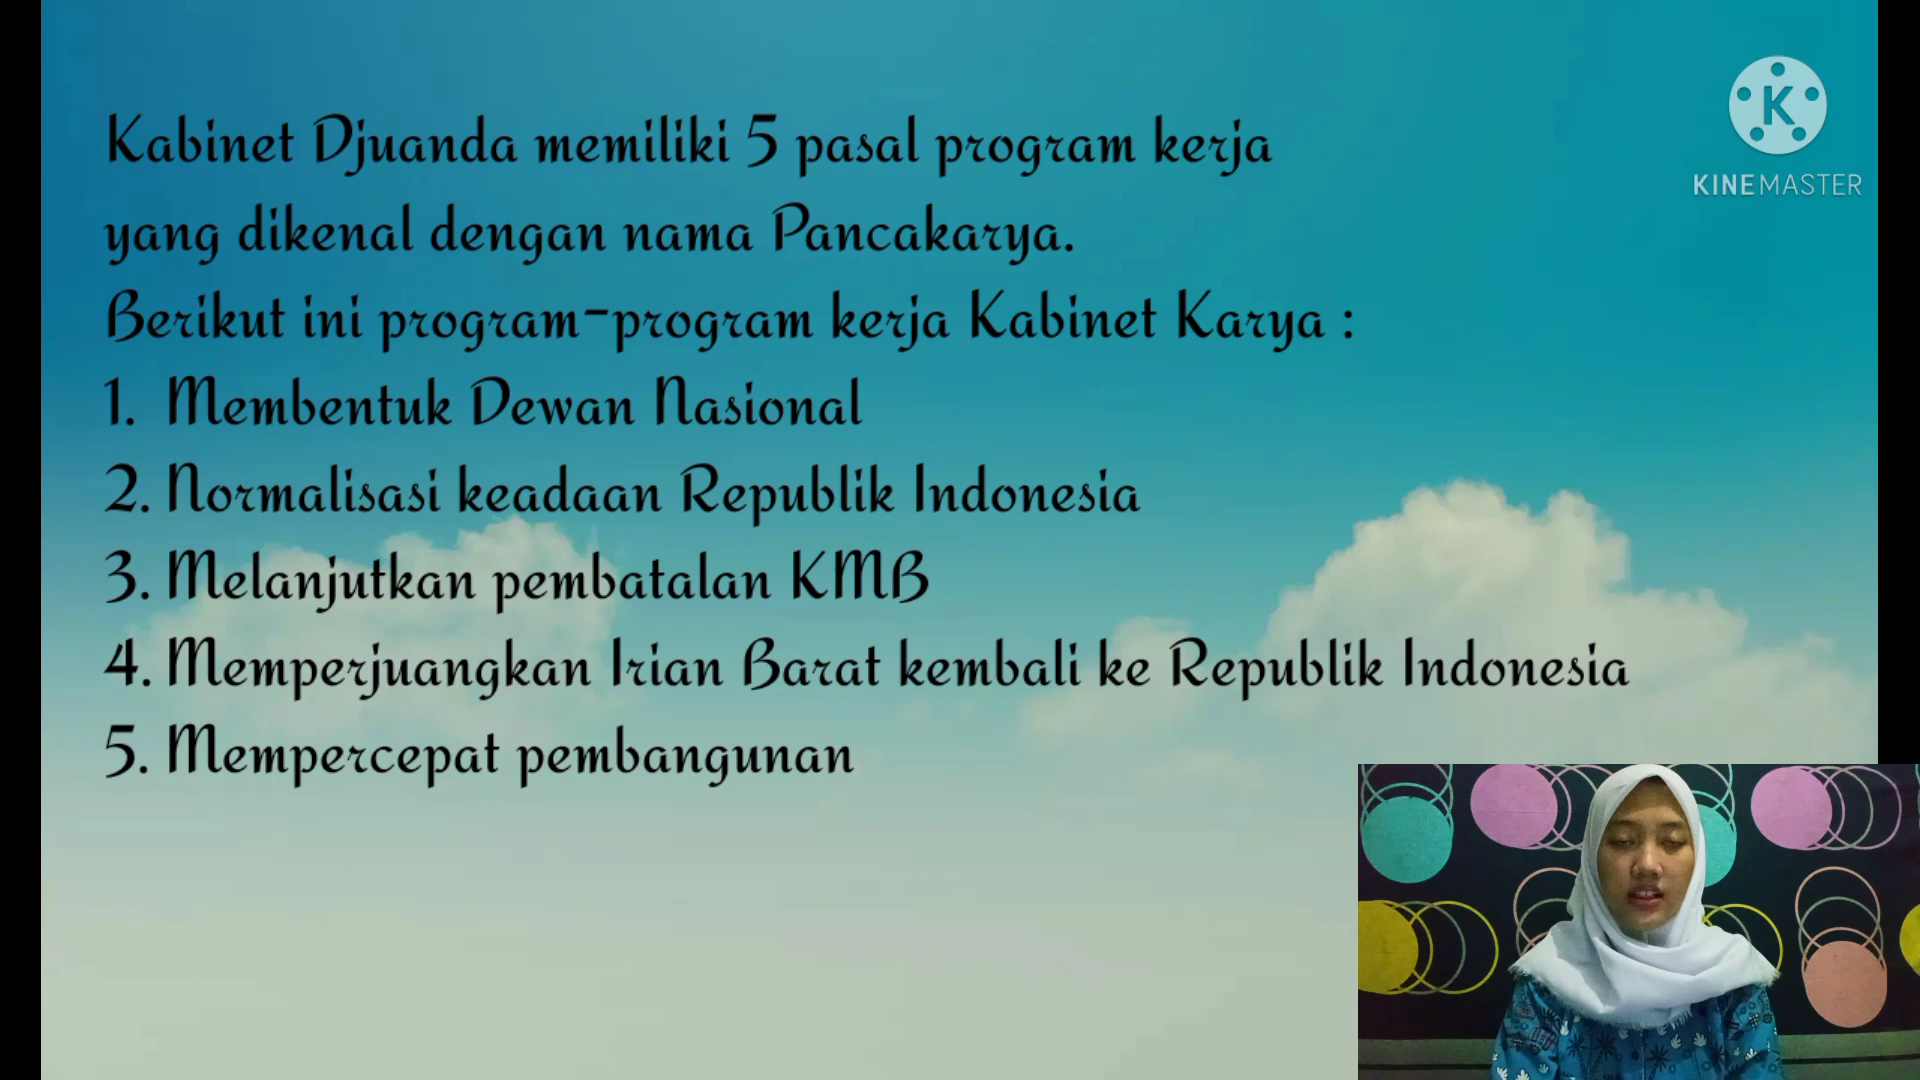 Kabinet Djuanda memiliki 5 pasal program kerja
yang dikenal dengan nama Pancakarya.
Berikut ini program-program kerja Kabinet Karya :
1. Membentuk Dewan Nasional
2. Normalisasi keadaan Republik Indonesia
3. Melanjutkan pembatalan KMB
4. Memperjuangkan Irian Barat kembali ke Republik Indonesia
5. Mempercepat pembangunan
K
KINEMASTER